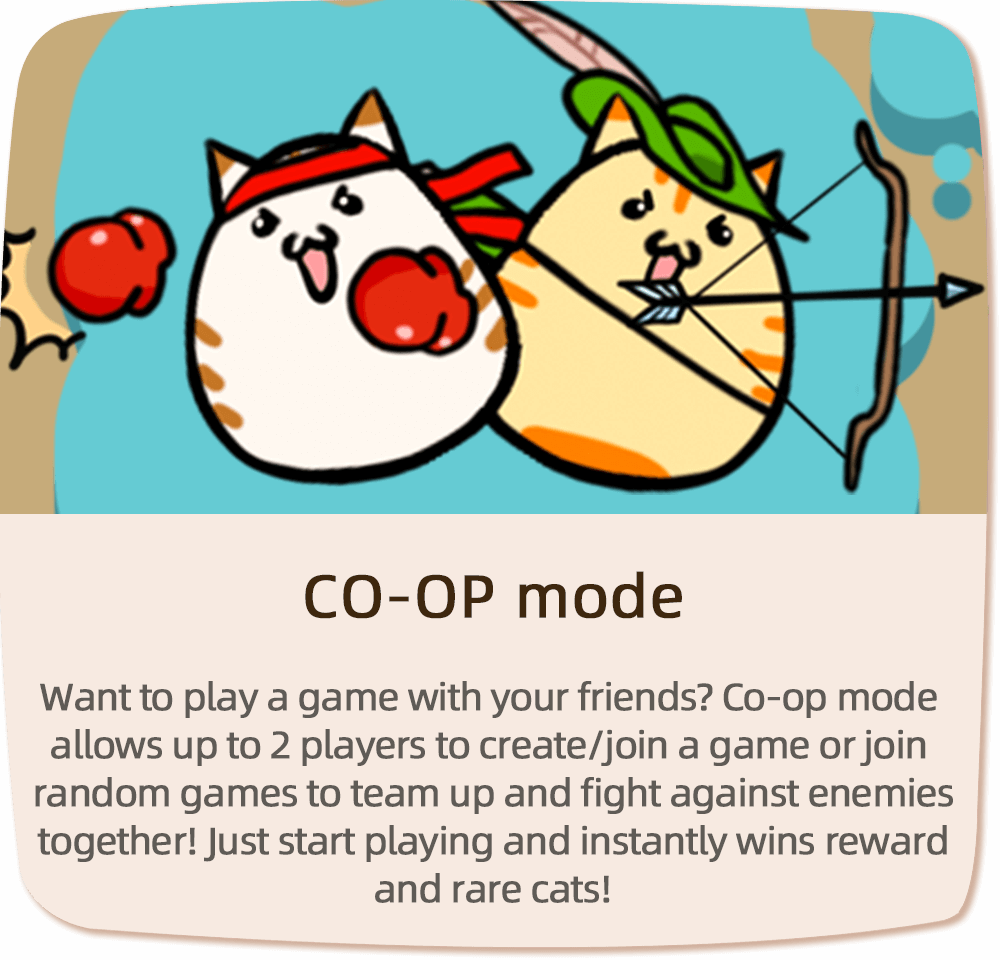 CO-OP mode
Want to play a game with your friends? Co-op mode
allows up to 2 players to create/join a game or join
random games to team up and fight against enemies
together! Just start playing and instantly wins reward
and rare cats!